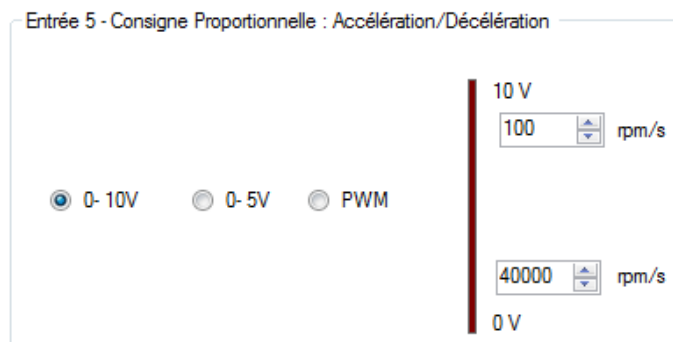 Entrée 5 - Consigne Proportionnelle : Accélération/Décélération
10 V
100 rpm/s
0- 10V 0- 5V PWM
40000 rpm/s
0 V